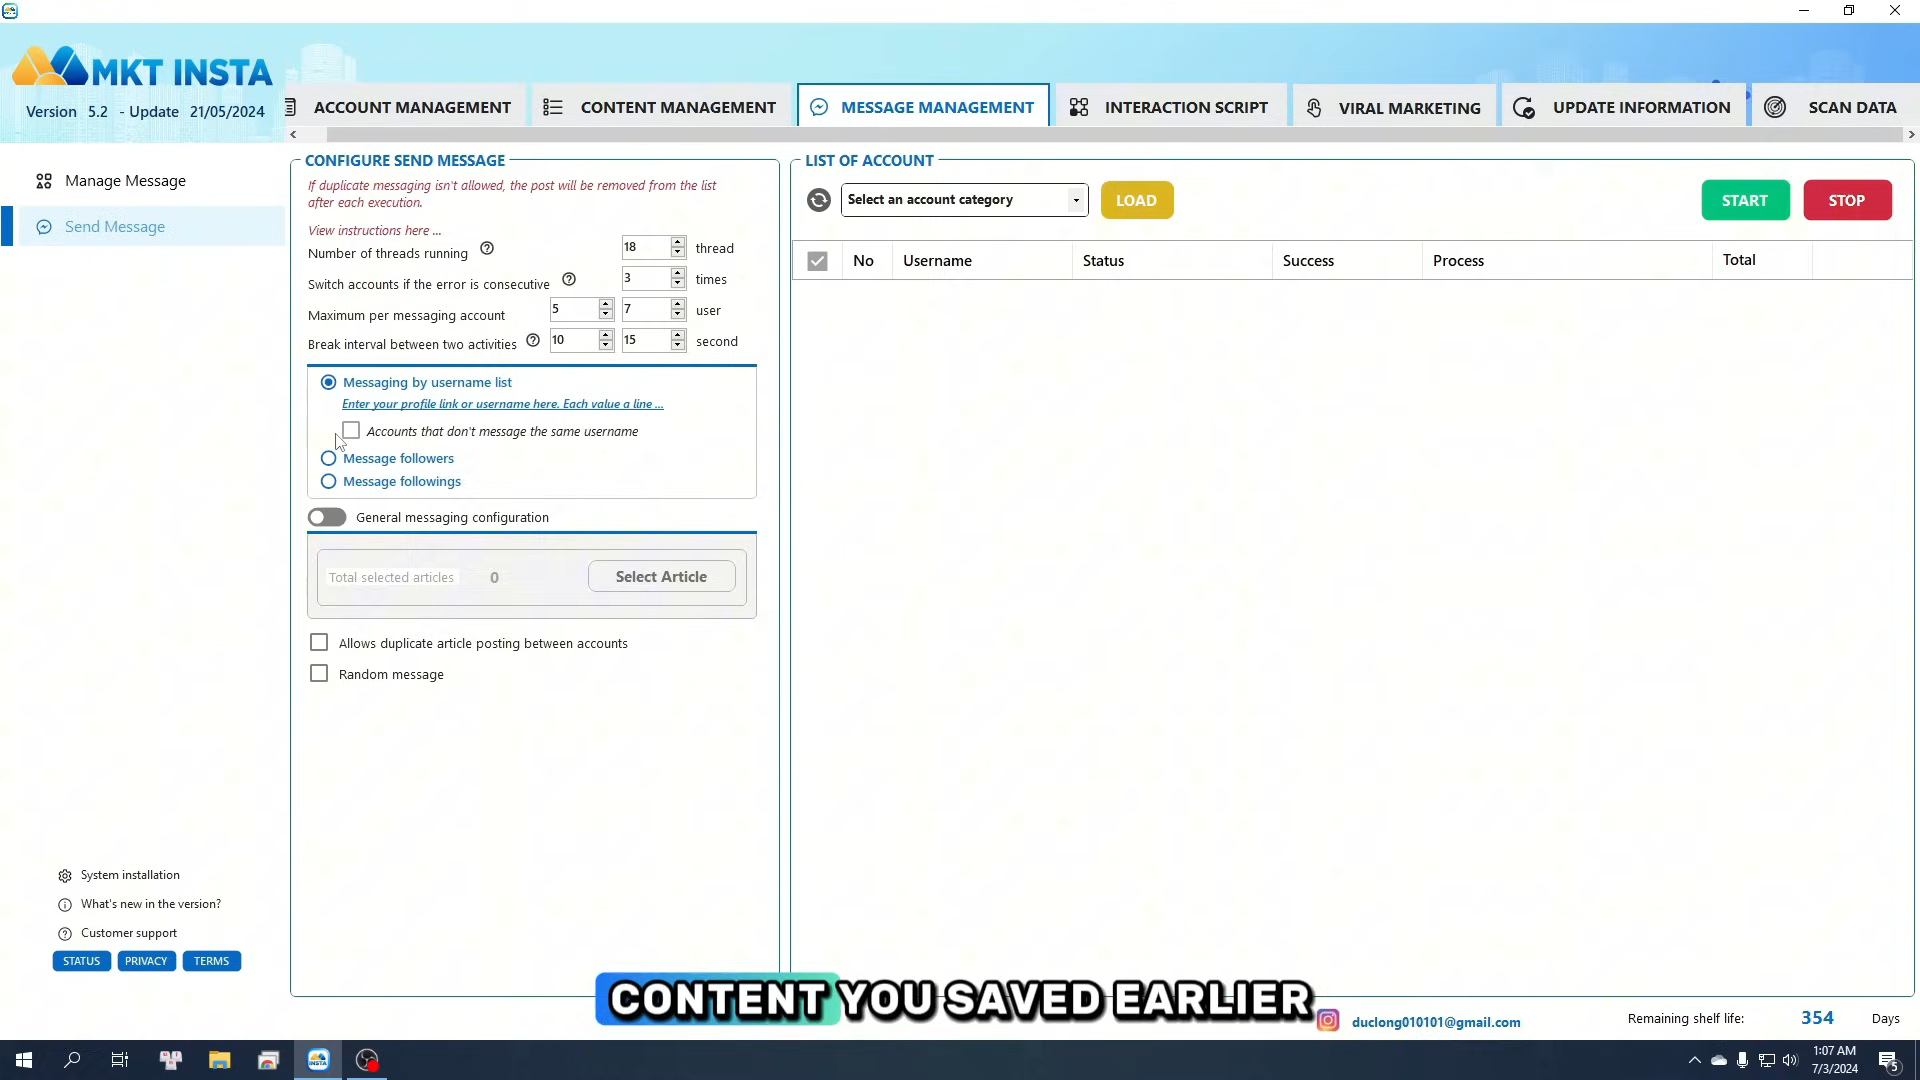 MKT INSTA
Version 5.2 - Update 21/05/2024
ACCOUNT MANAGEMENT
CONTENT MANAGEMENT
MESSAGE MANAGEMENT
INTERACTION SCRIPT
VIRAL MARKETING
UPDATE INFORMATION
SCAN DATA
Manage Message
Send Message
CONFIGURE SEND MESSAGE
If duplicate messaging isn't allowed, the post will be removed from the list
after each execution.
View instructions here ...
Number of threads running 18 thread
Switch accounts if the error is consecutive 3 times
Maximum per messaging account 5 7 user
Break interval between two activities 10 15 second
Messaging by username list
Enter your profile link or username here. Each value a line ...
Accounts that don't message the same username
Message followers
Message followings
General messaging configuration
Total selected articles 0 Select Article
Allows duplicate article posting between accounts
Random message
LIST OF ACCOUNT
Select an account category LOAD START STOP
No Username Status Success Process Total
System installation
What's new in the version?
Customer support
STATUS PRIVACY TERMS
CONTENT YOU SAVED EARLIER
duclong010101@gmail.com
Remaining shelf life: 354 Days
INSTA
1:07 AM
7/3/2024
5